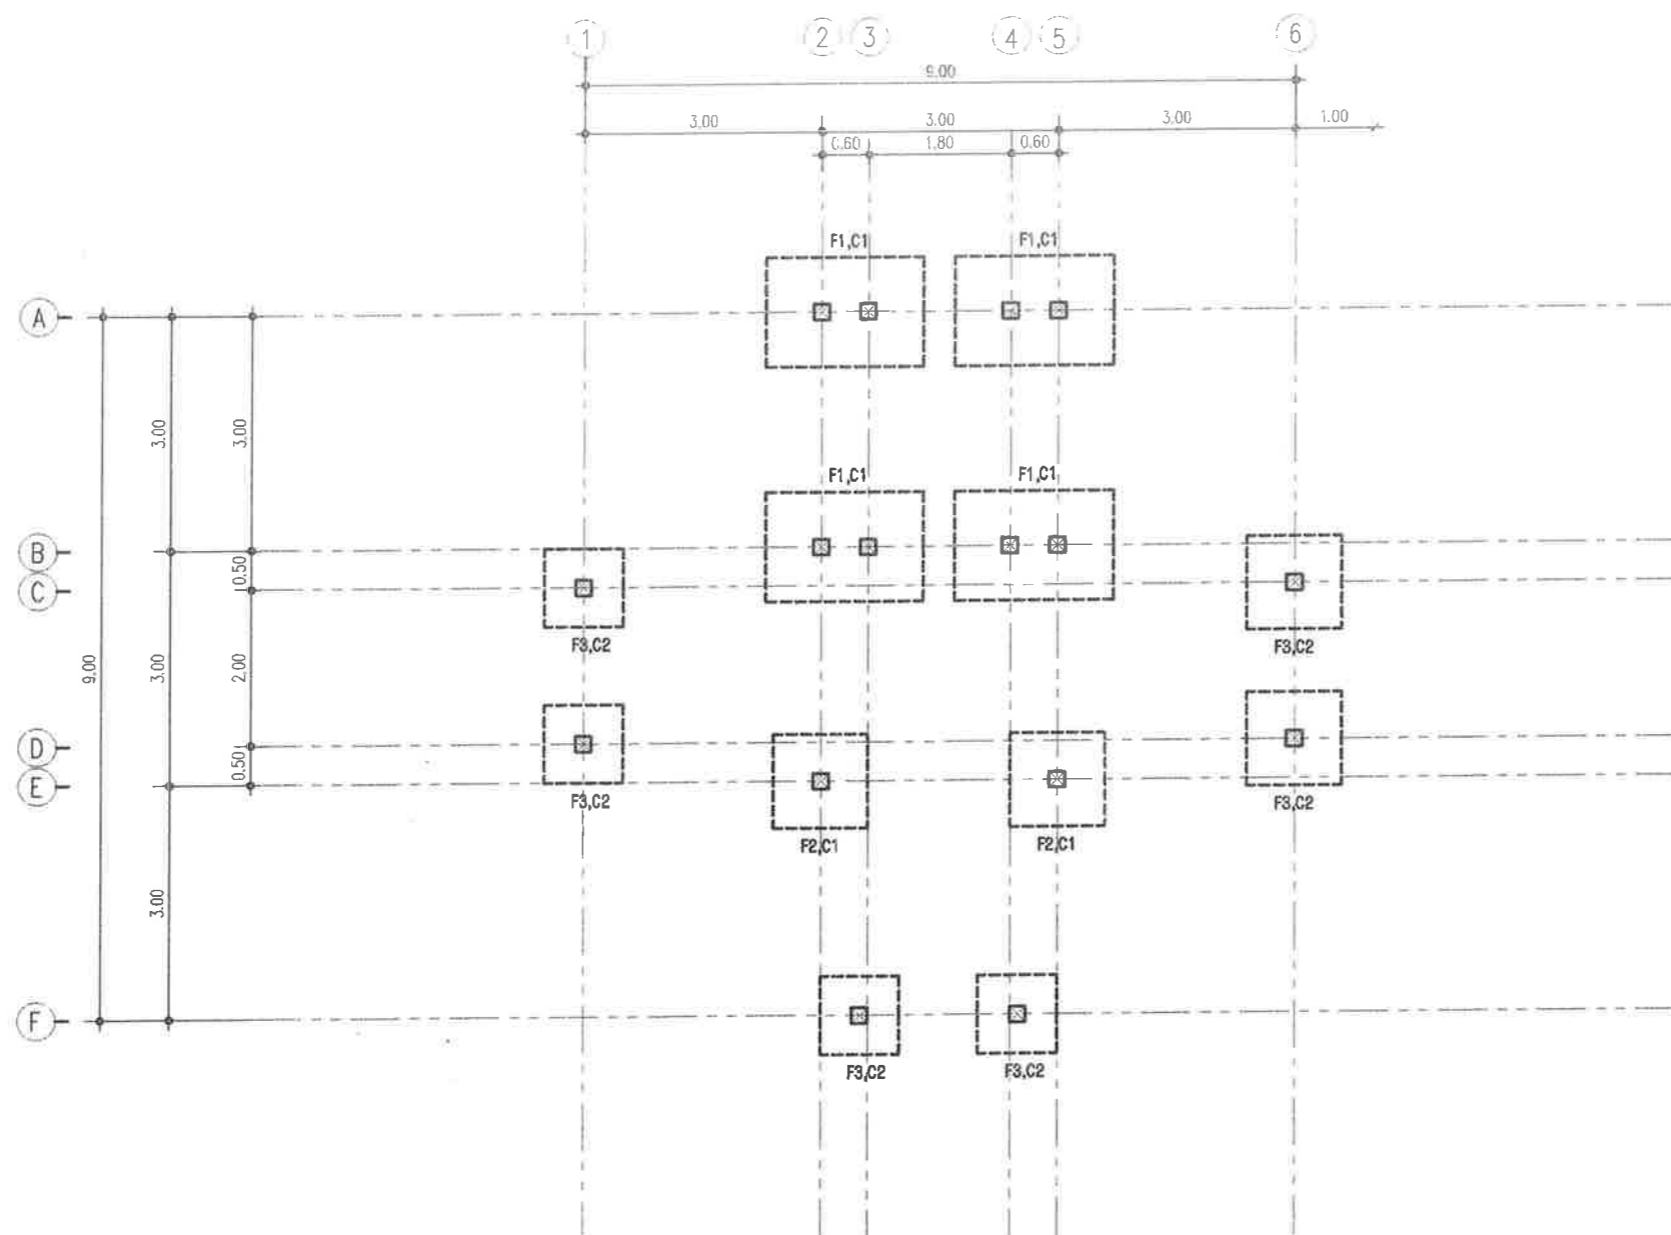 1 2 3 4 5 6
9.00
3.00 3.00 3.00 1.00
0.60 1.80 0.60
F1,C1 F1,C1
A
3.00 3.00
F1,C1 F1,C1
B
0.50
C
F3,C2 F3,C2
9.00 3.00 2.00
D
0.50
E
F3,C2 F3,C2
F2,C1 F2,C1
3.00
F
F3,C2 F3,C2